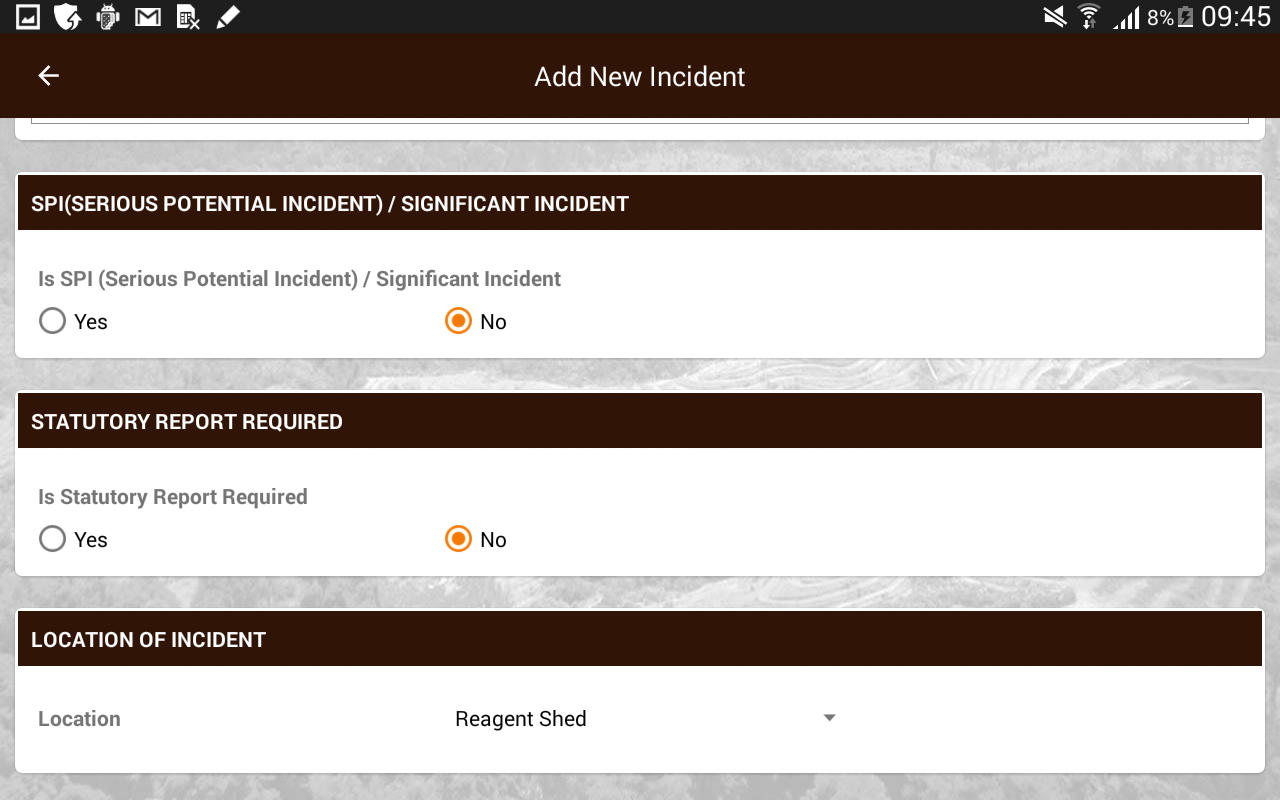 8% 09:45
Add New Incident
SPI(SERIOUS POTENTIAL INCIDENT) / SIGNIFICANT INCIDENT
Is SPI (Serious Potential Incident) / Significant Incident
Yes No
STATUTORY REPORT REQUIRED
Is Statutory Report Required
Yes No
LOCATION OF INCIDENT
Location Reagent Shed